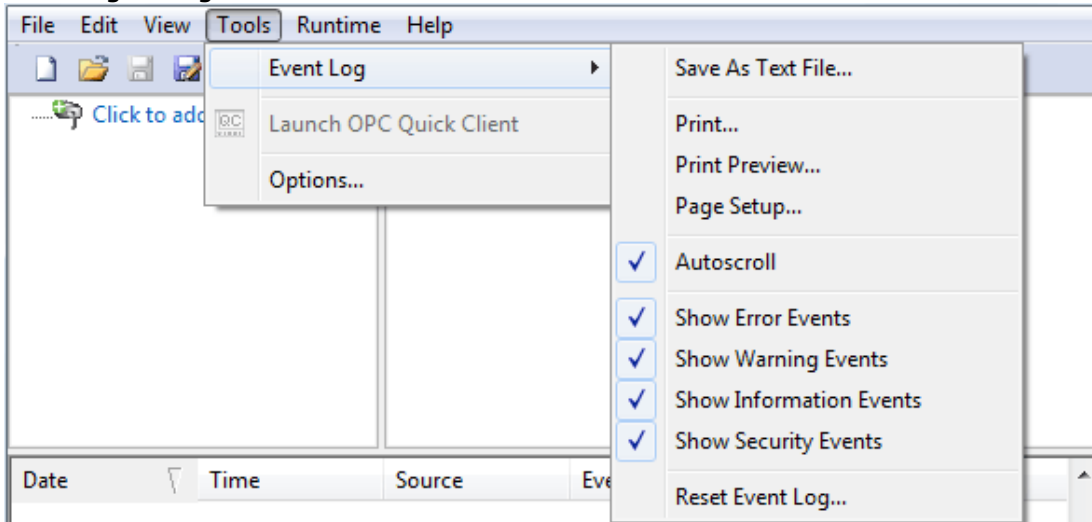 File Edit View Tools Runtime Help
Event Log
Save As Text File...
Click to add
QC
Launch OPC Quick Client
Print...
Print Preview...
Options...
Page Setup...
Autoscroll
Show Error Events
Show Warning Events
Show Information Events
Show Security Events
Date Time Source Eve
Reset Event Log...